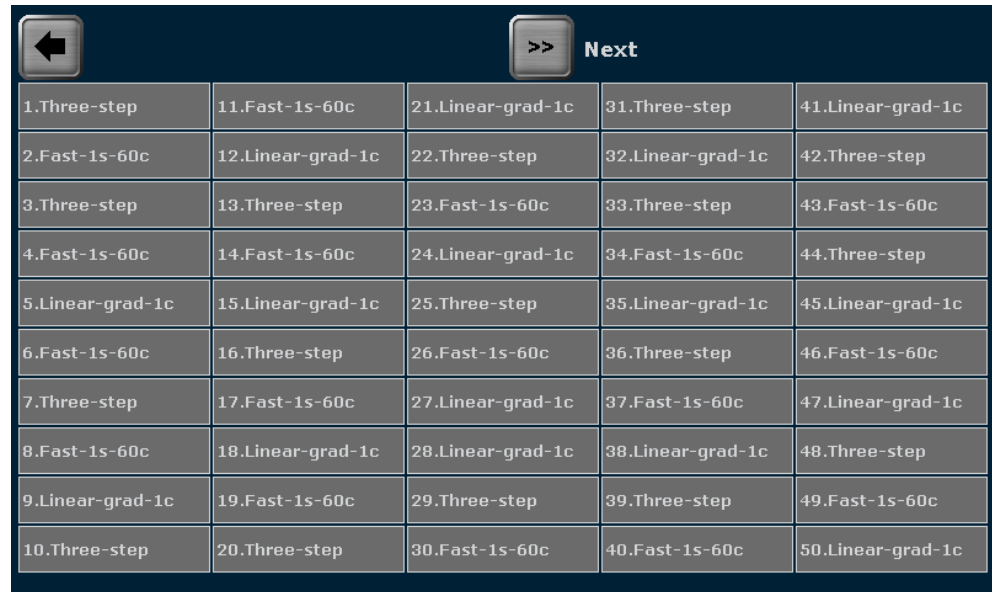 >> Next
1.Three-step 11.Fast-1s-60c 21.Linear-grad-1c 31.Three-step 41.Linear-grad-1c
2.Fast-1s-60c 12.Linear-grad-1c 22.Three-step 32.Linear-grad-1c 42.Three-step
3.Three-step 13.Three-step 23.Fast-1s-60c 33.Three-step 43.Fast-1s-60c
4.Fast-1s-60c 14.Fast-1s-60c 24.Linear-grad-1c 34.Fast-1s-60c 44.Three-step
5.Linear-grad-1c 15.Linear-grad-1c 25.Three-step 35.Linear-grad-1c 45.Linear-grad-1c
6.Fast-1s-60c 16.Three-step 26.Fast-1s-60c 36.Three-step 46.Fast-1s-60c
7.Three-step 17.Fast-1s-60c 27.Linear-grad-1c 37.Fast-1s-60c 47.Linear-grad-1c
8.Fast-1s-60c 18.Linear-grad-1c 28.Linear-grad-1c 38.Linear-grad-1c 48.Three-step
9.Linear-grad-1c 19.Fast-1s-60c 29.Three-step 39.Three-step 49.Fast-1s-60c
10.Three-step 20.Three-step 30.Fast-1s-60c 40.Fast-1s-60c 50.Linear-grad-1c